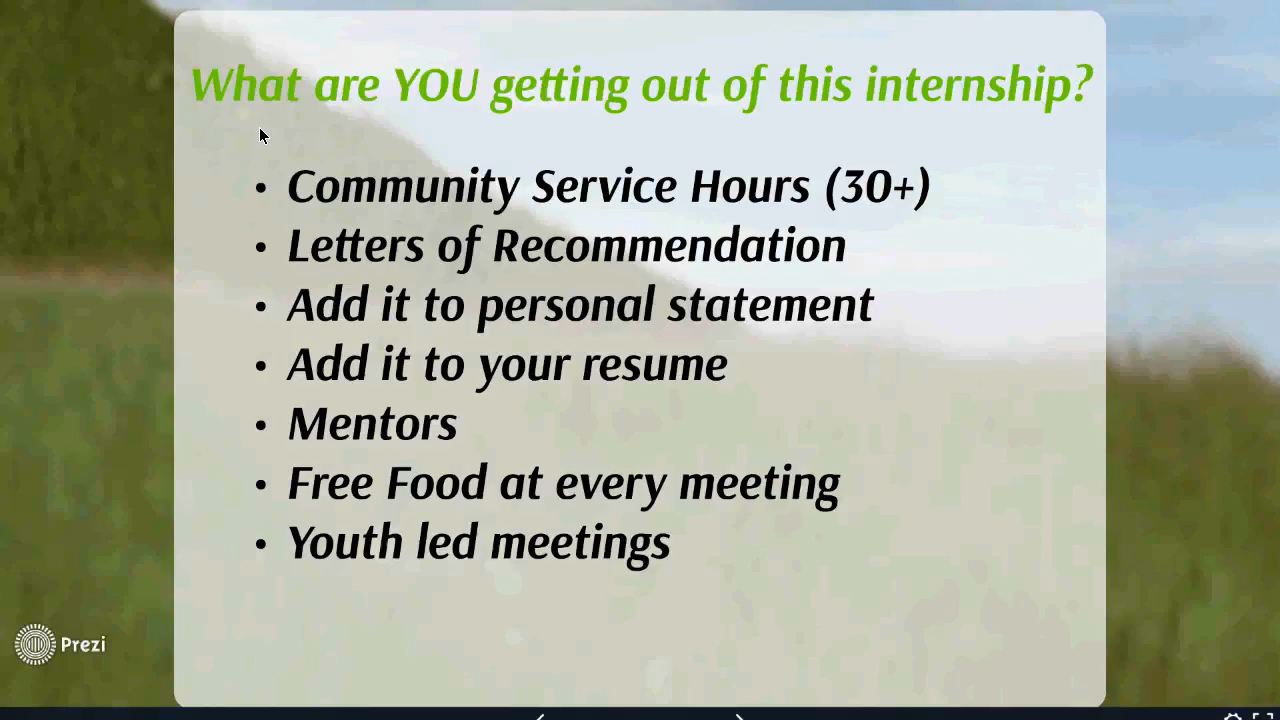 What are YOU getting out of this internship?
• Community Service Hours (30+)
• Letters of Recommendation
• Add it to personal statement
• Add it to your resume
• Mentors
• Free Food at every meeting
• Youth led meetings
Prezi